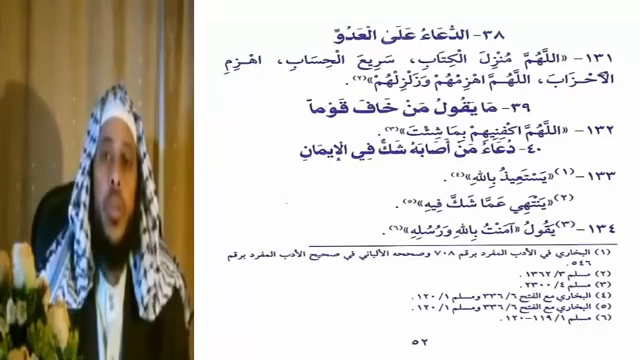 ٣٨- الدُّعَاءُ عَلَى الْعَدُوِّ
١٣١- «اللَّهُمَّ مُنْزِلَ الْكِتَابِ، سَرِيعَ الْحِسَابِ، اهْزِمِ
الْأَحْزَابَ، اللَّهُمَّ اهْزِمْهُمْ وَزَلْزِلْهُمْ»(٢).
٣٩- مَا يَقُولُ مَنْ خَافَ قَوْماً
١٣٢- «اللَّهُمَّ اكْفِنِيهِمْ بِمَا شِئْتَ»(٣).
٤٠- دُعَاءُ مَنْ أَصَابَهُ شَكٌّ فِي الْإِيمَانِ
١٣٣- (١)«يَسْتَعِيذُ بِاللهِ»(٤).
(٢)«يَنْتَهِي عَمَّا شَكَّ فِيهِ»(٥).
١٣٤- (٣)يَقُولُ «آمَنْتُ بِاللهِ وَرُسُلِهِ»(٦).
(١) البخاري في الأدب المفرد برقم ٧٠٨ وصححه الألباني في صحيح الأدب المفرد برقم
٥٤٦.
(٢) مسلم ١٣٦٢/٣.
(٣) مسلم ٢٣٠٠/٤.
(٤) البخاري مع الفتح ٣٣٦/٦ ومسلم ١٢٠/١.
(٥) البخاري مع الفتح ٣٣٦/٦ ومسلم ١٢٠/١.
(٦) مسلم ١١٩/١-١٢٠.
٥٢